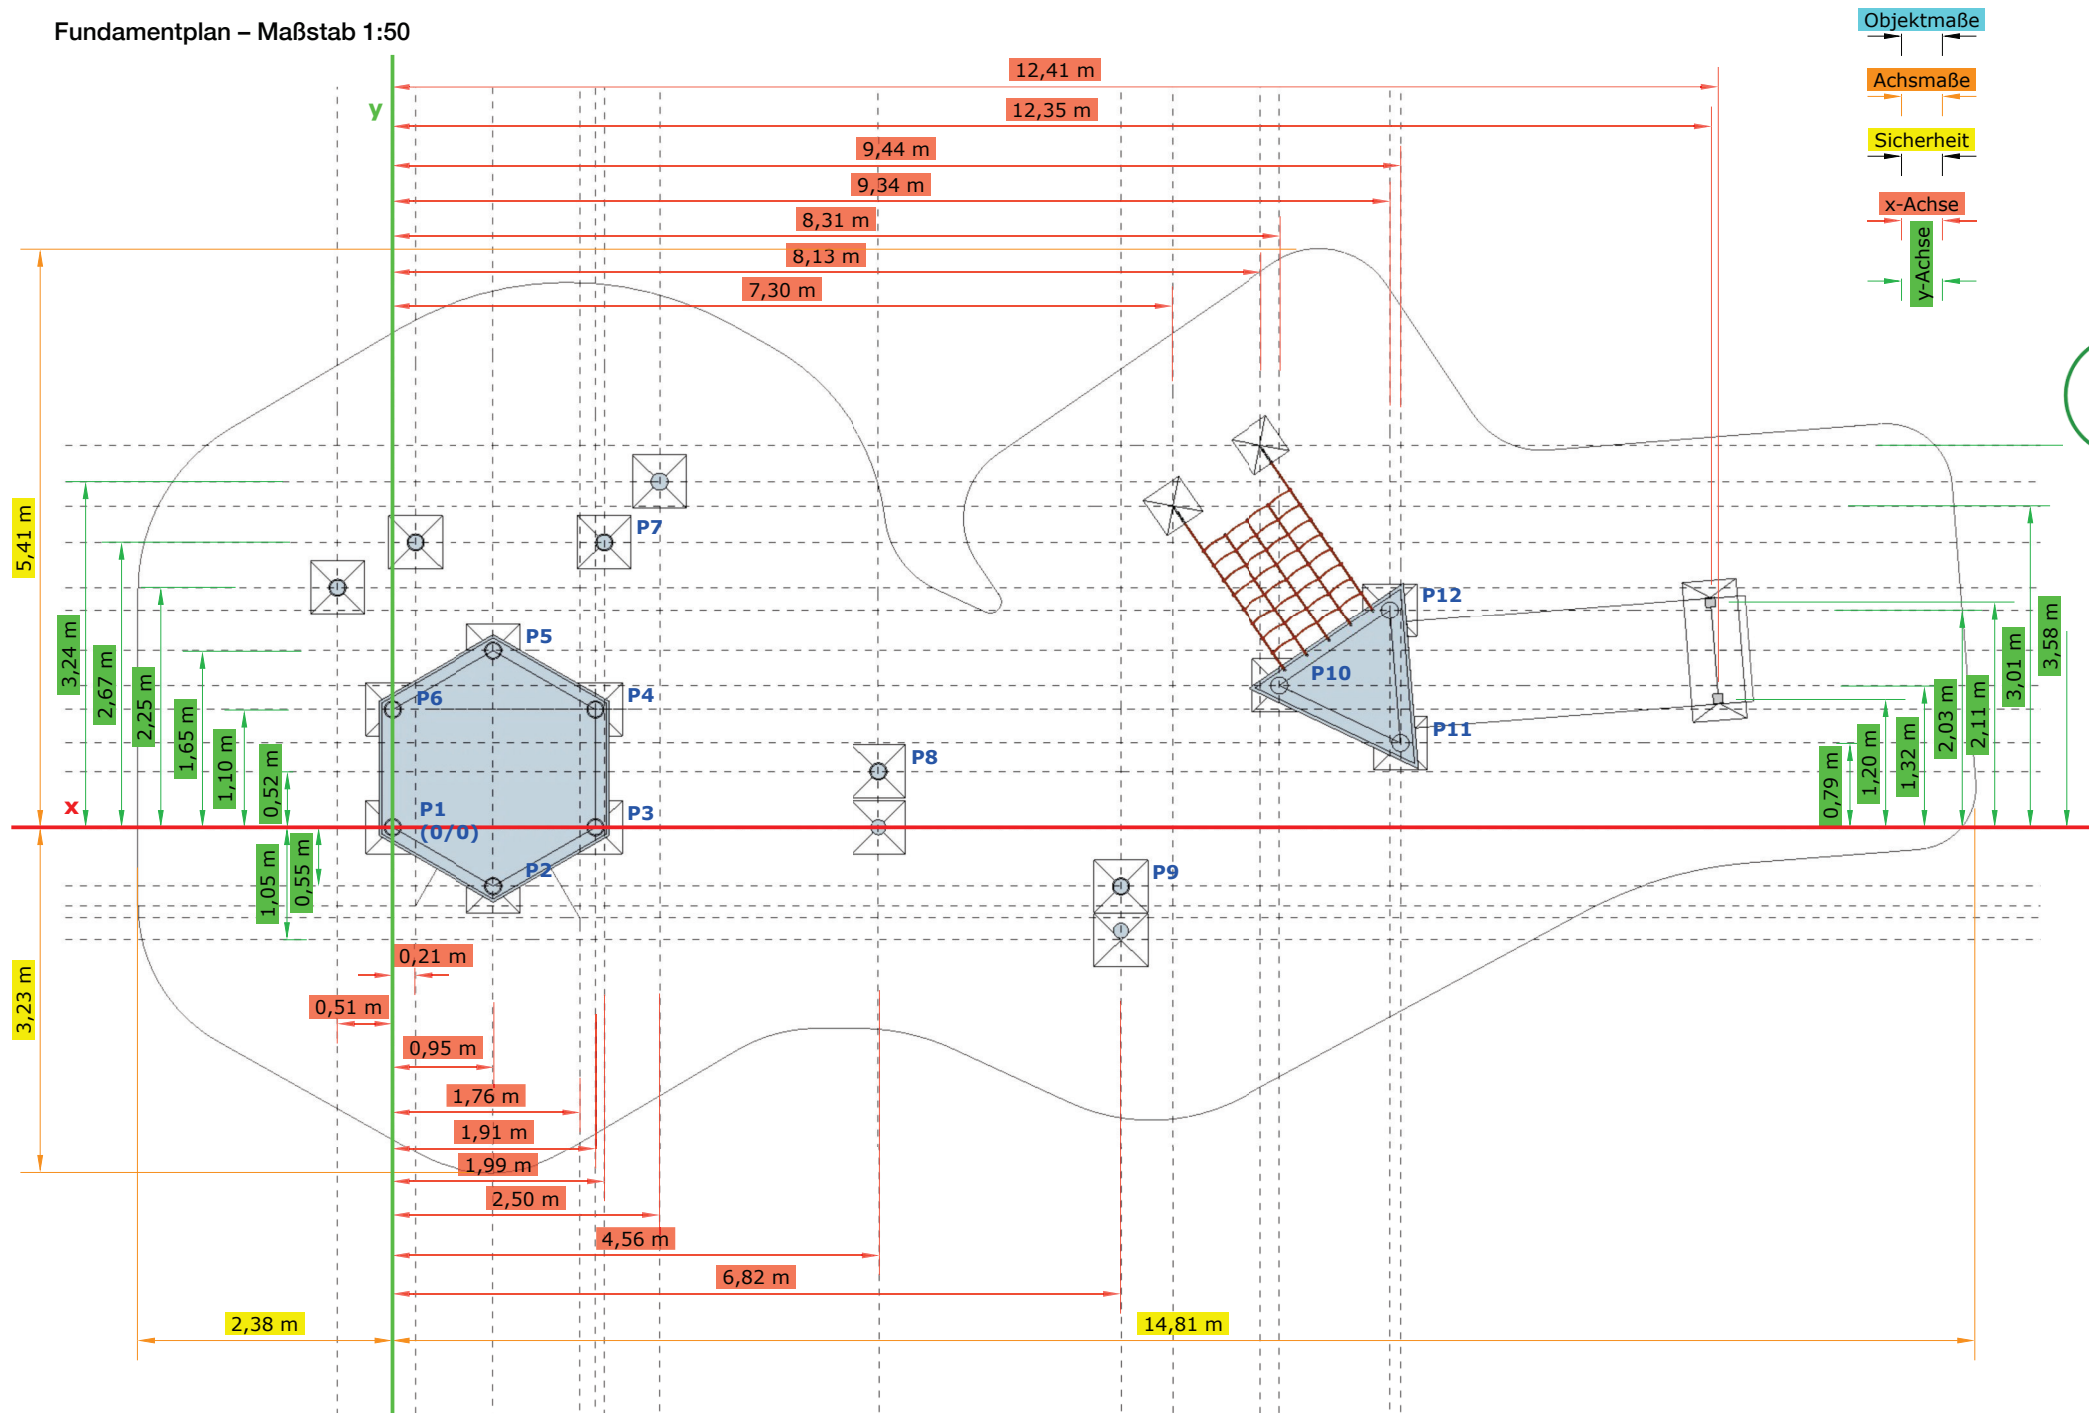 Fundamentplan – Maßstab 1:50
Objektmaße
Achsmaße
Sicherheit
x-Achse
y-Achse
y
12,41 m
12,35 m
9,44 m
9,34 m
8,31 m
8,13 m
7,30 m
5,41 m
3,24 m
2,67 m
2,25 m
1,65 m
1,10 m
0,52 m
x
P7
P5
P6
P4
P1
(0/0)
P3
P2
P8
P9
P10
P12
P11
0,79 m
1,20 m
1,32 m
2,03 m
2,11 m
3,01 m
3,58 m
1,05 m
0,55 m
3,23 m
0,21 m
0,51 m
0,95 m
1,76 m
1,91 m
1,99 m
2,50 m
4,56 m
6,82 m
2,38 m
14,81 m